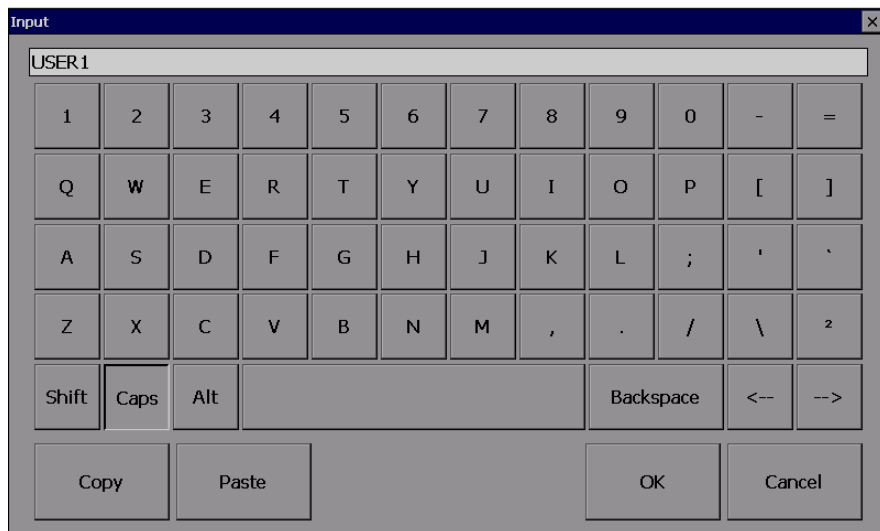 Input
USER1
1 2 3 4 5 6 7 8 9 0 - =
Q W E R T Y U I O P [ ]
A S D F G H J K L ; ' `
Z X C V B N M , . / \ ²
Shift Caps Alt Backspace <-- -->
Copy Paste OK Cancel